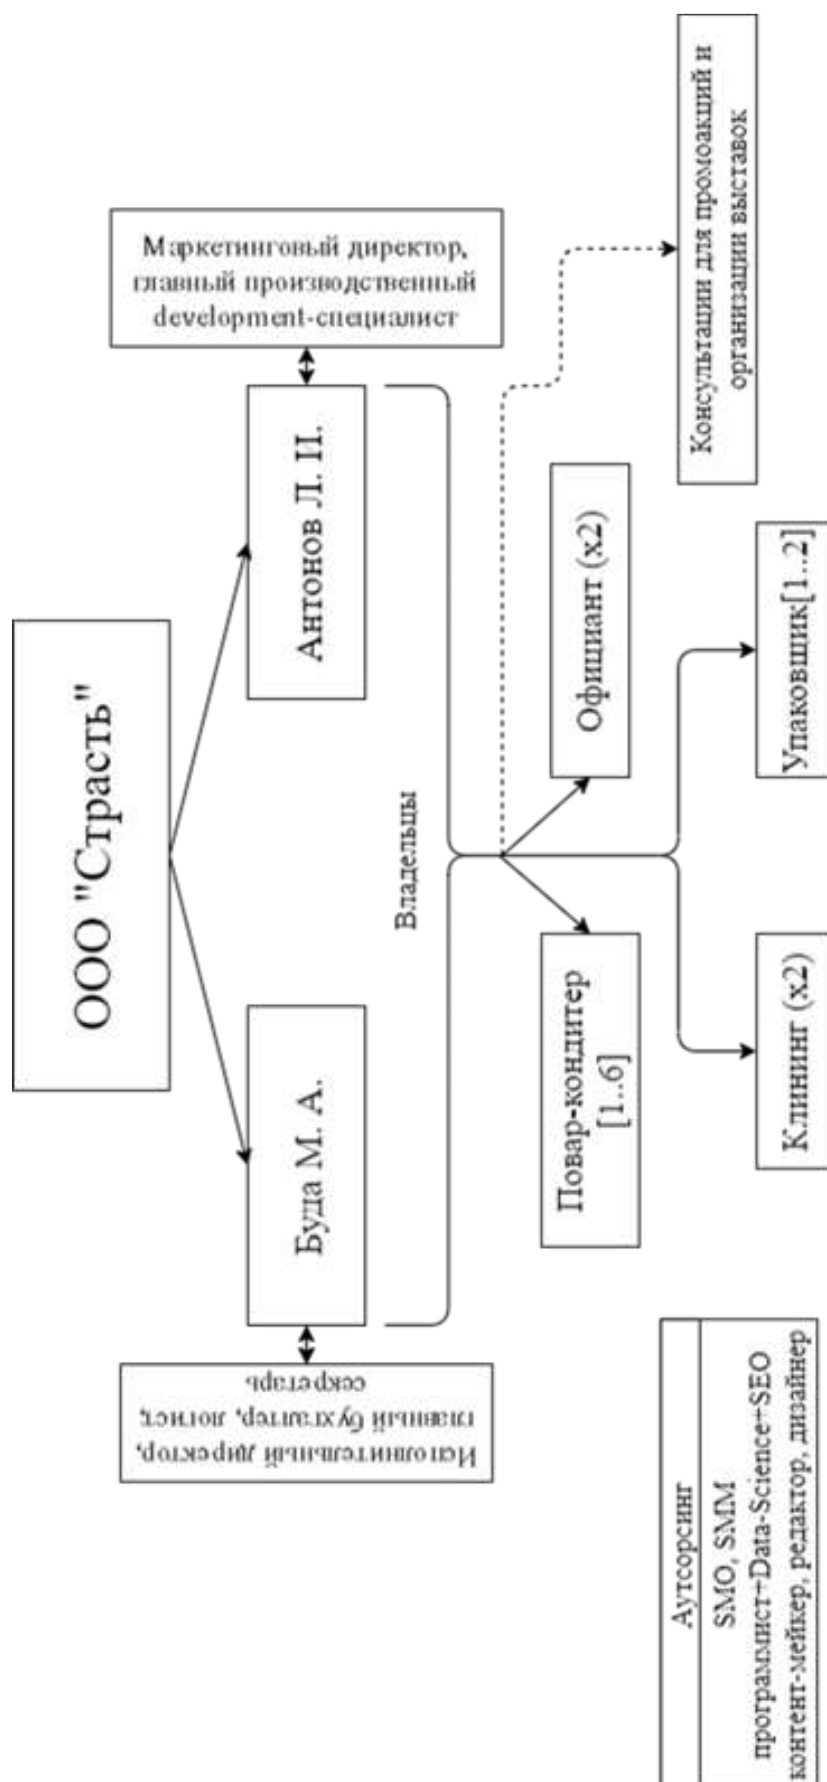 ООО "Страсть"
Буда М. А.
Антонов Л. И.
Исполнительный директор,
главный бухгалтер, логист,
секретарь
Маркетинговый директор,
главный производственный
development-специалист
Владельцы
Повар-кондитер
[1..6]
Официант (x2)
Клининг (x2)
Упаковщик[1..2]
Консультации для промоакций и
организации выставок
Аутсорсинг
SMO, SMM
программист+Data-Science+SEO
контент-мейкер, редактор, дизайнер